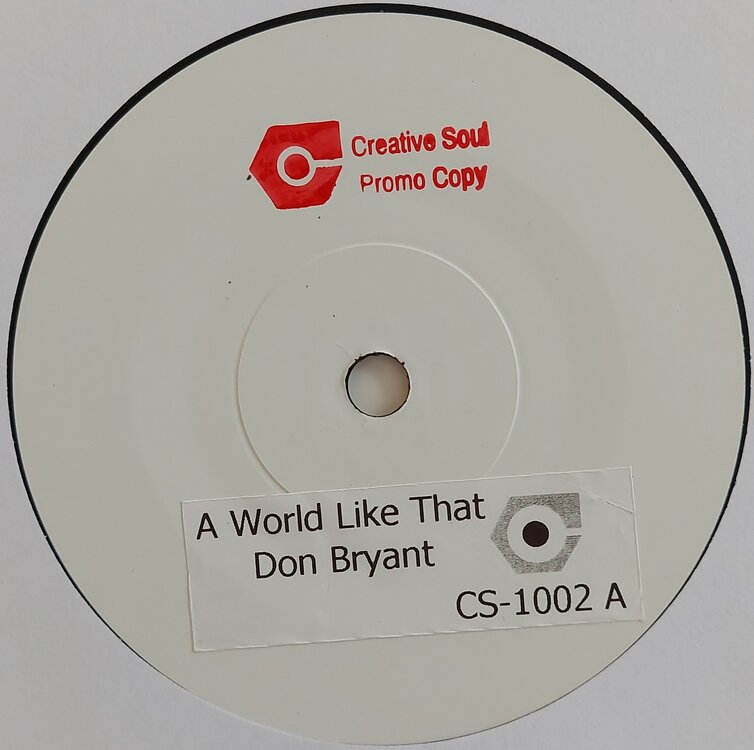 Creative Soul
Promo Copy
A World Like That
Don Bryant
CS-1002 A